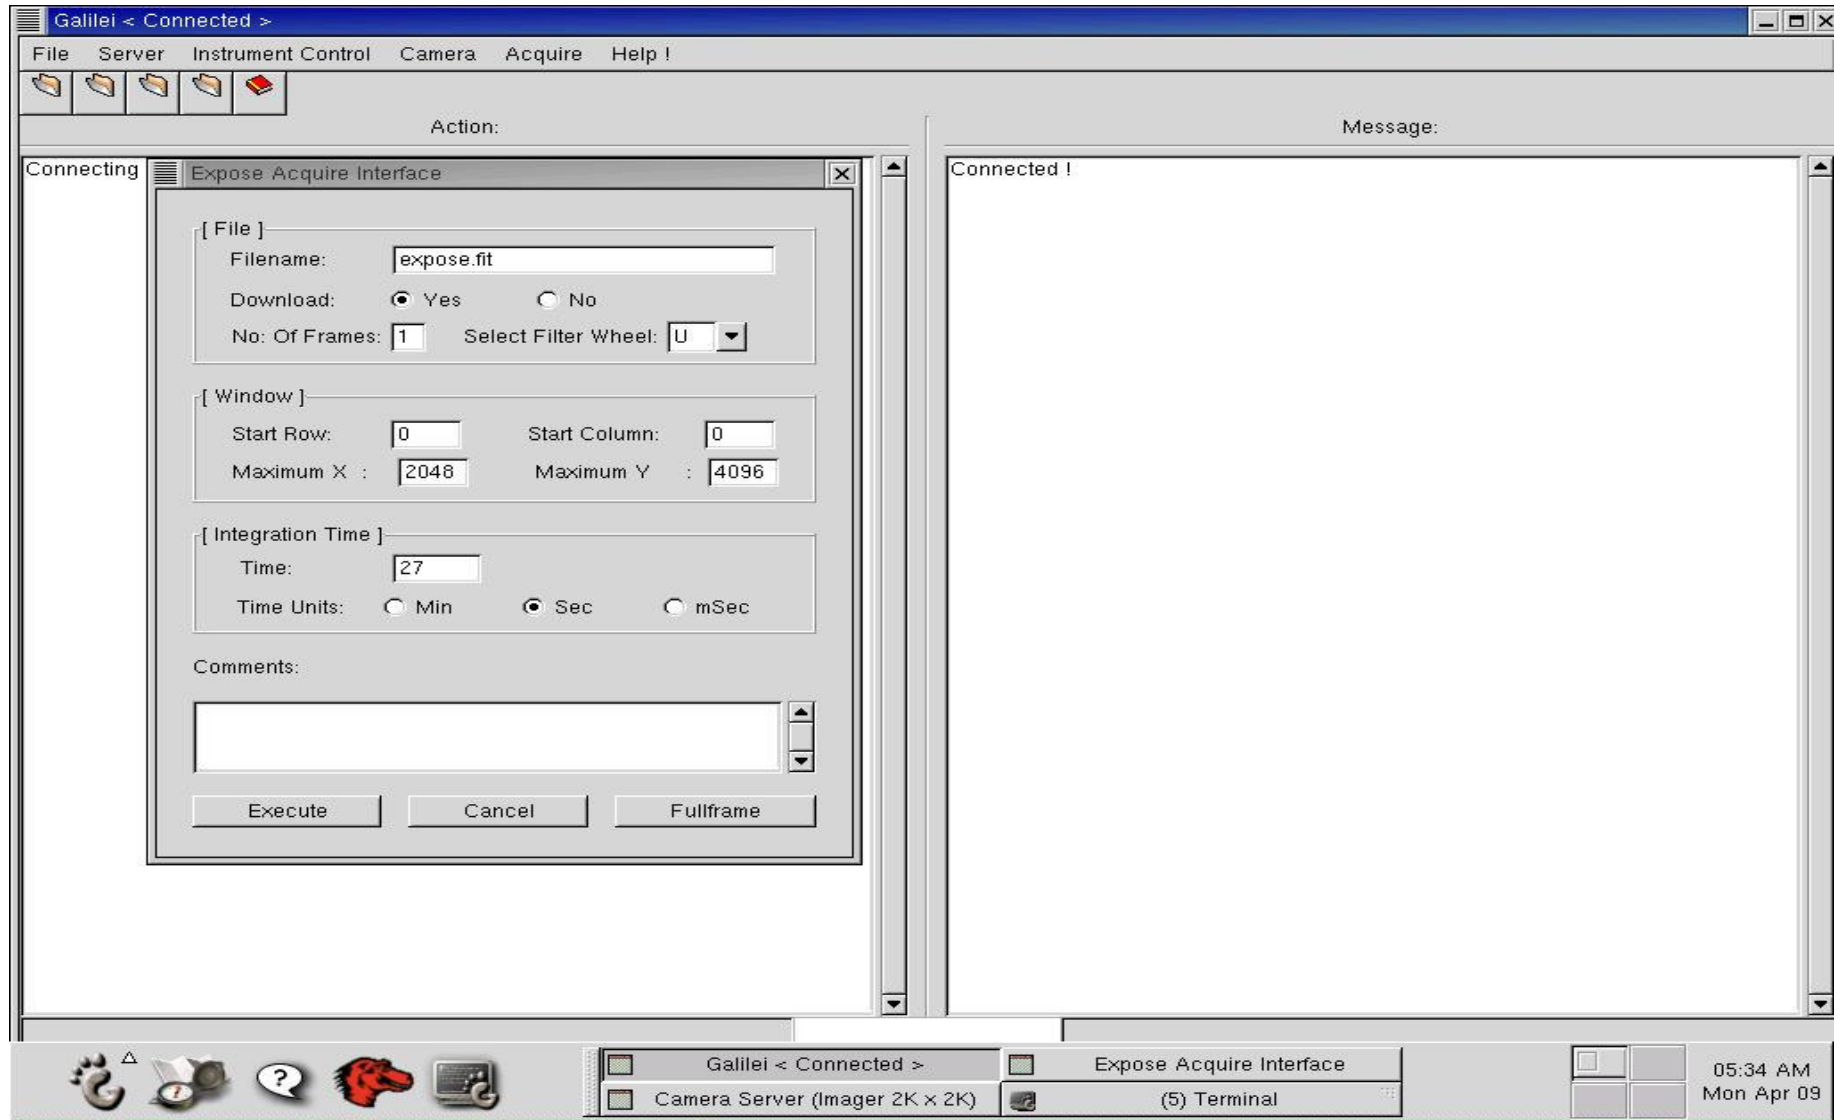 Galilei < Connected >
File Server Instrument Control Camera Acquire Help !
Action:
Message:
Connecting
Connected !
Expose Acquire Interface
[ File ]
Filename: expose.fit
Download: Yes No
No: Of Frames: 1 Select Filter Wheel: U
[ Window ]
Start Row: 0 Start Column: 0
Maximum X : 2048 Maximum Y : 4096
[ Integration Time ]
Time: 27
Time Units: Min Sec mSec
Comments:
Execute Cancel Fullframe
Galilei < Connected > Expose Acquire Interface
Camera Server (Imager 2K x 2K) (5) Terminal
05:34 AM
Mon Apr 09